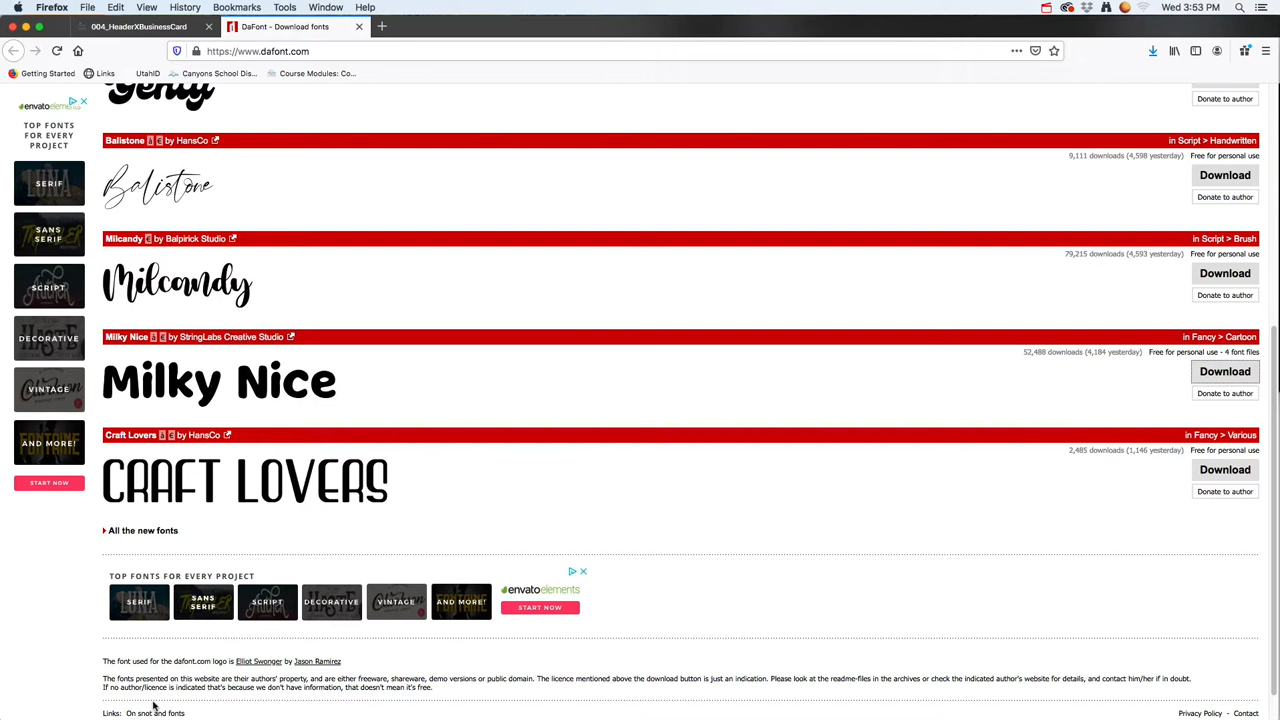 Firefox File Edit View History Bookmarks Tools Window Help Wed 3:53 PM
004_HeaderXBusinessCard DaFont - Download fonts
https://www.dafont.com
Getting Started Links UtahID Canyons School Dis... Course Modules: Co...
Genty
Donate to author
envato elements
TOP FONTS
FOR EVERY
PROJECT
SERIF
SANS
SERIF
SCRIPT
DECORATIVE
VINTAGE
AND MORE!
START NOW
Balistone à € by HansCo in Script > Handwritten
9,111 downloads (4,598 yesterday) Free for personal use
Balistone
Download
Donate to author
Milcandy € by Balpirick Studio in Script > Brush
79,215 downloads (4,593 yesterday) Free for personal use
Milcandy
Download
Donate to author
Milky Nice à € by StringLabs Creative Studio in Fancy > Cartoon
52,488 downloads (4,184 yesterday) Free for personal use - 4 font files
Milky Nice
Download
Donate to author
Craft Lovers à € by HansCo in Fancy > Various
2,485 downloads (1,146 yesterday) Free for personal use
CRAFT LOVERS
Download
Donate to author
All the new fonts
TOP FONTS FOR EVERY PROJECT
SERIF SANS SERIF SCRIPT DECORATIVE VINTAGE AND MORE!
envato elements
START NOW
The font used for the dafont.com logo is Elliot Swonger by Jason Ramirez
The fonts presented on this website are their authors' property, and are either freeware, shareware, demo versions or public domain. The licence mentioned above the download button is just an indication. Please look at the readme-files in the archives or check the indicated author's website for details, and contact him/her if in doubt.
If no author/licence is indicated that's because we don't have information, that doesn't mean it's free.
Links: On snot and fonts Privacy Policy - Contact